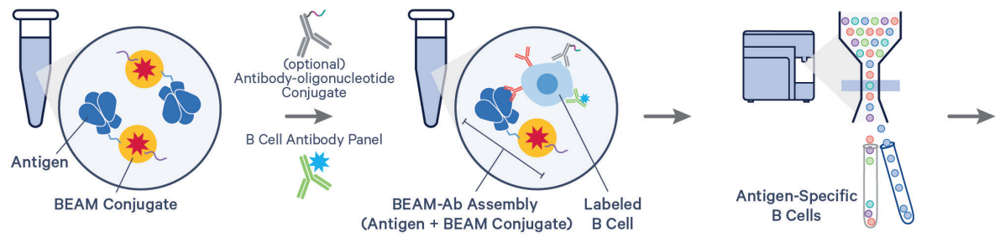 Antigen
BEAM Conjugate
(optional)
Antibody-oligonucleotide
Conjugate
B Cell Antibody Panel
BEAM-Ab Assembly
(Antigen + BEAM Conjugate)
Labeled
B Cell
Antigen-Specific
B Cells